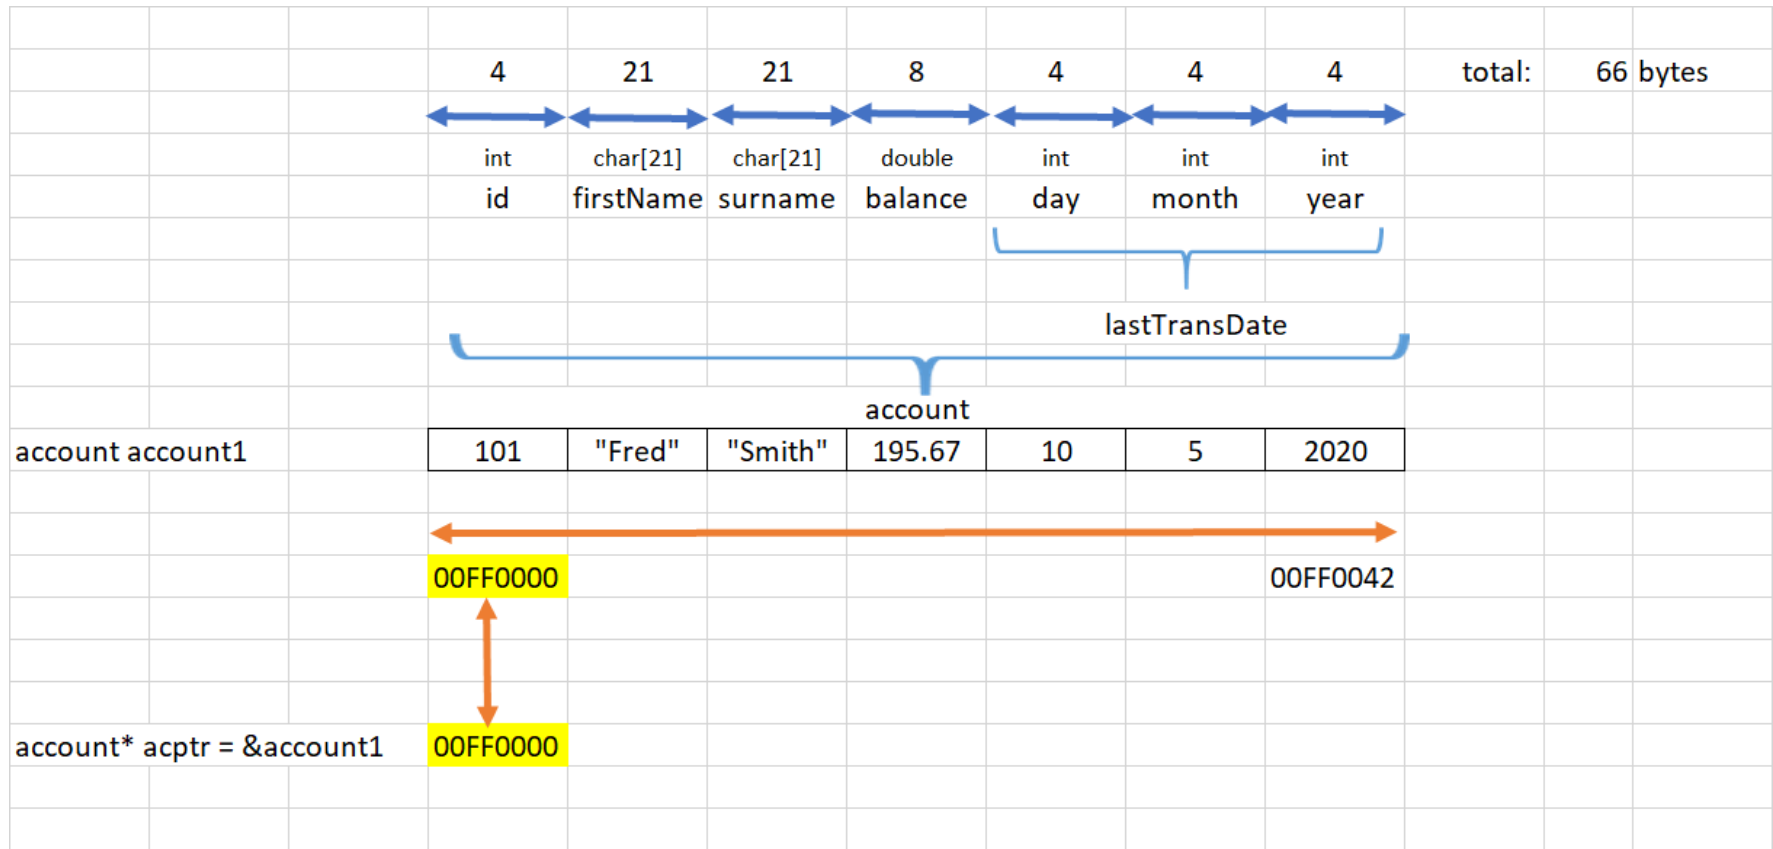 4 21 21 8 4 4 4 total: 66 bytes
int char[21] char[21] double int int int
id firstName surname balance day month year
lastTransDate
account
account account1 101 "Fred" "Smith" 195.67 10 5 2020
00FF0000 00FF0042
account* acptr = &account1 00FF0000